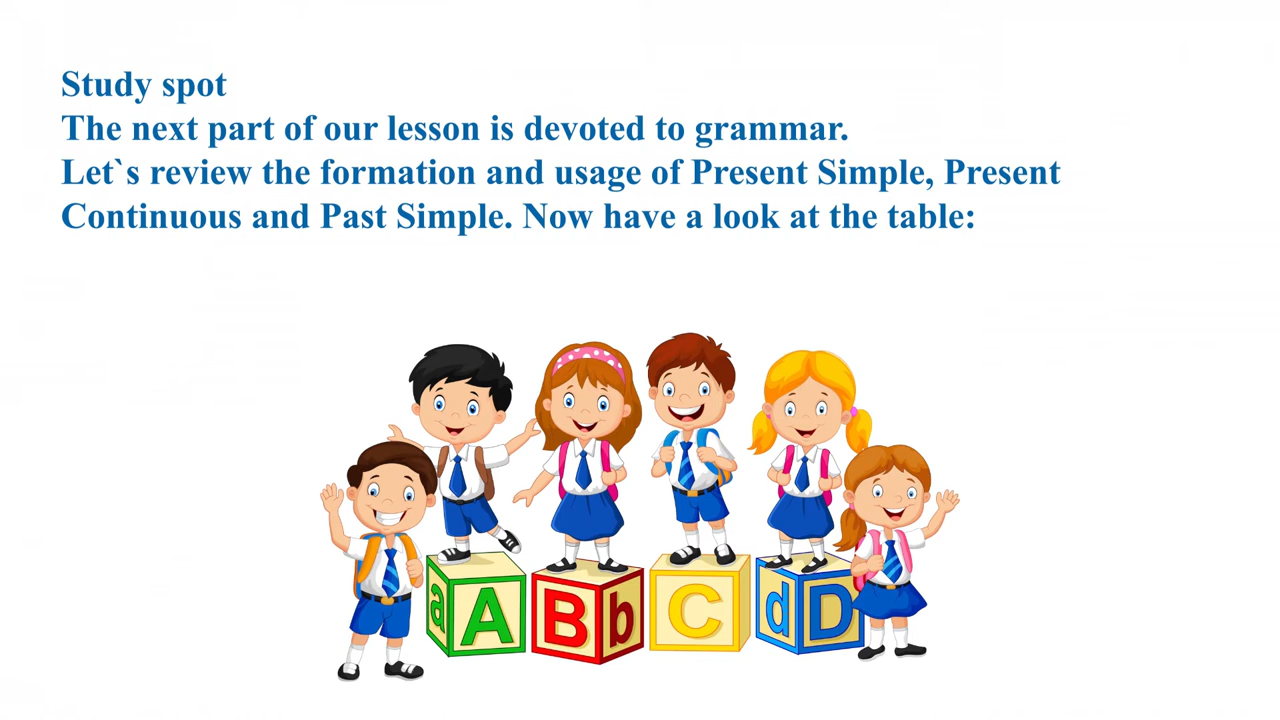 Study spot
The next part of our lesson is devoted to grammar.
Let`s review the formation and usage of Present Simple, Present
Continuous and Past Simple. Now have a look at the table:
a A B b C d D